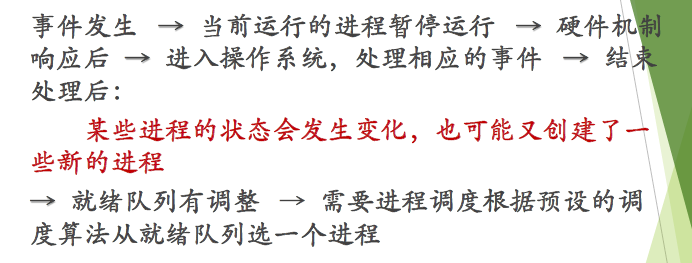 事件发生 → 当前运行的进程暂停运行 → 硬件机制
响应后 → 进入操作系统，处理相应的事件 → 结束
处理后：
某些进程的状态会发生变化，也可能又创建了一
些新的进程
→ 就绪队列有调整 → 需要进程调度根据预设的调
度算法从就绪队列选一个进程